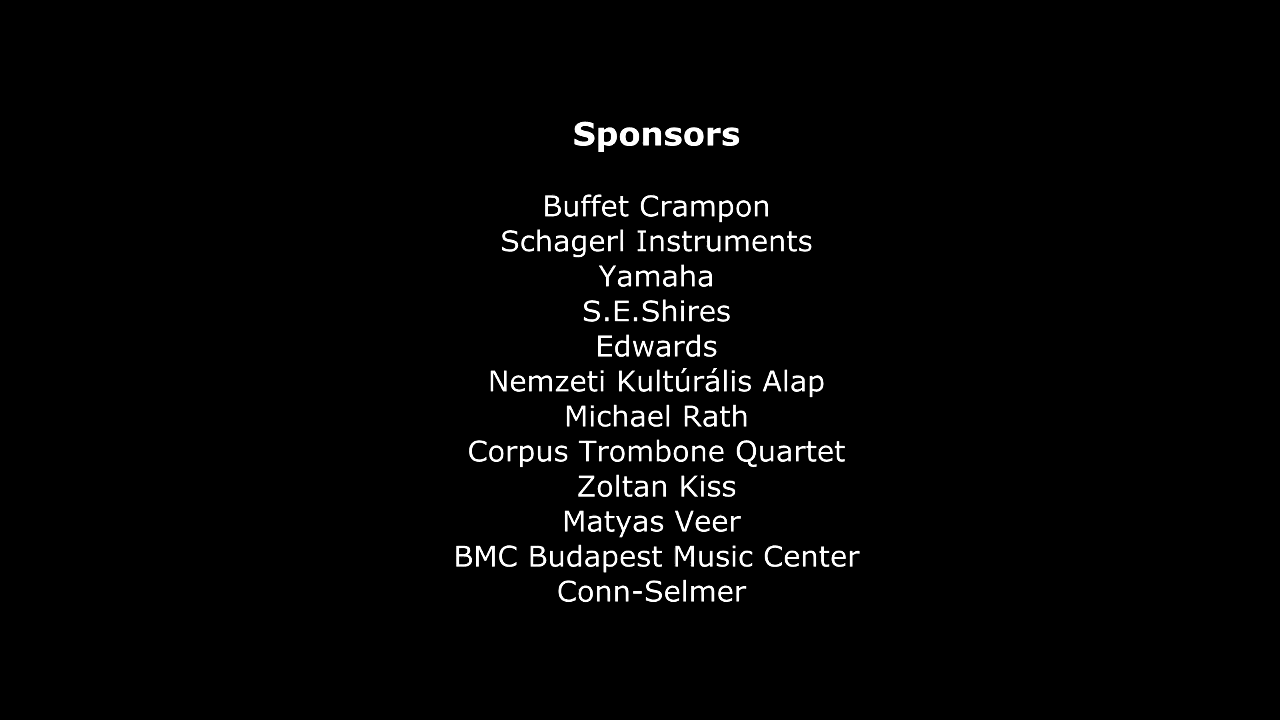 Sponsors
Buffet Crampon
Schagerl Instruments
Yamaha
S.E.Shires
Edwards
Nemzeti Kultúrális Alap
Michael Rath
Corpus Trombone Quartet
Zoltan Kiss
Matyas Veer
BMC Budapest Music Center
Conn-Selmer